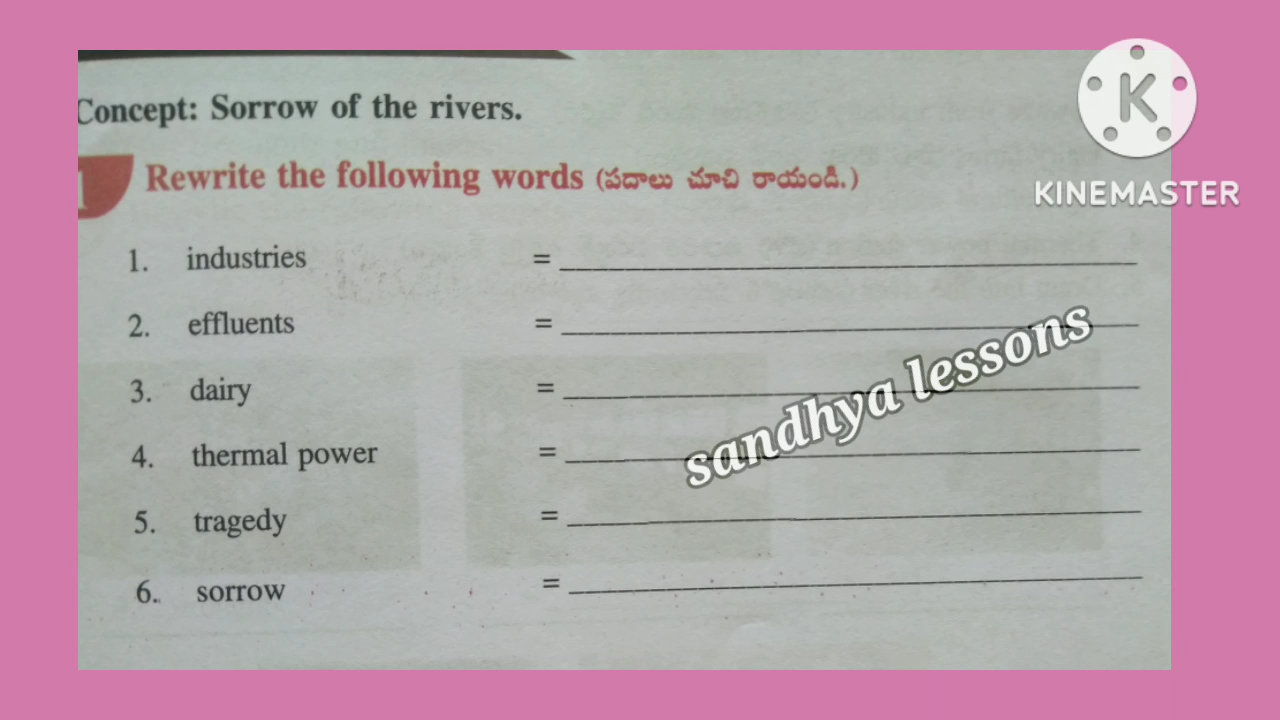 Concept: Sorrow of the rivers.
K
KINEMASTER
1 Rewrite the following words (పదాలు చూచి రాయండి.)
1. industries = 
2. effluents = 
3. dairy = 
sandhya lessons
4. thermal power = 
5. tragedy = 
6. sorrow =